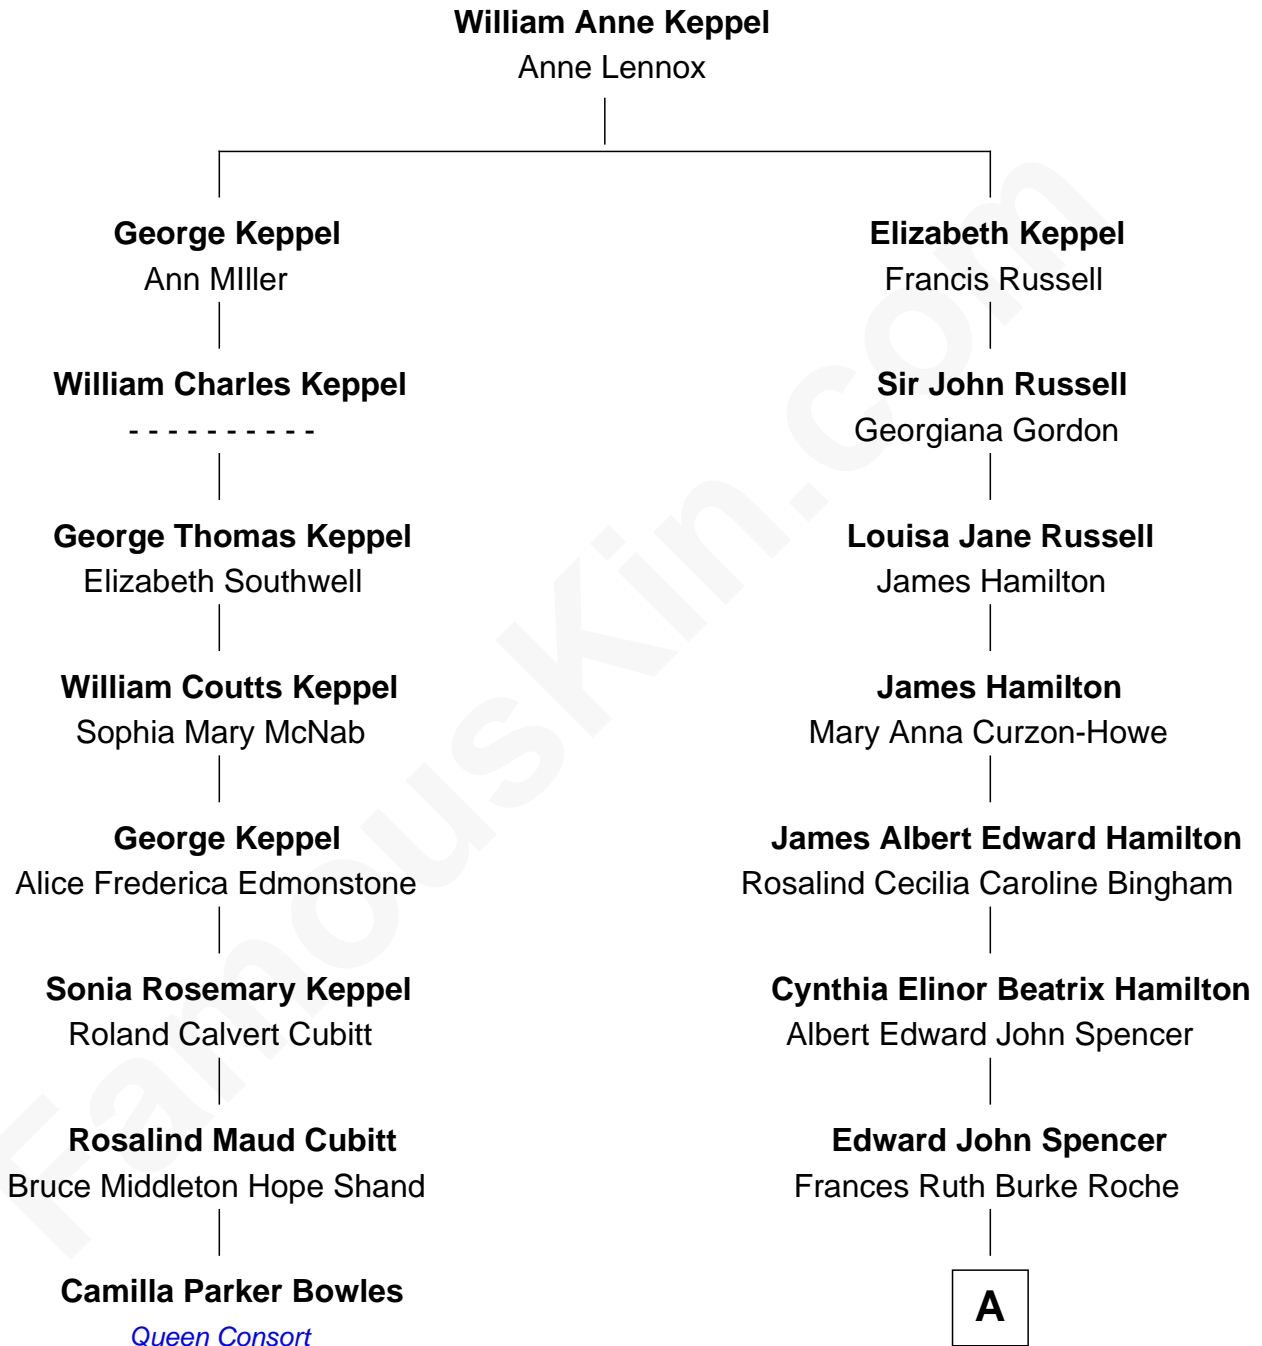 William Anne Keppel
Anne Lennox
George Keppel
Ann MIller
Elizabeth Keppel
Francis Russell
William Charles Keppel
- - - - - - - - - -
Sir John Russell
Georgiana Gordon
George Thomas Keppel
Elizabeth Southwell
Louisa Jane Russell
James Hamilton
William Coutts Keppel
Sophia Mary McNab
James Hamilton
Mary Anna Curzon-Howe
George Keppel
Alice Frederica Edmonstone
James Albert Edward Hamilton
Rosalind Cecilia Caroline Bingham
Sonia Rosemary Keppel
Roland Calvert Cubitt
Cynthia Elinor Beatrix Hamilton
Albert Edward John Spencer
Rosalind Maud Cubitt
Bruce Middleton Hope Shand
Edward John Spencer
Frances Ruth Burke Roche
Camilla Parker Bowles
Queen Consort
A
FamousKin.com